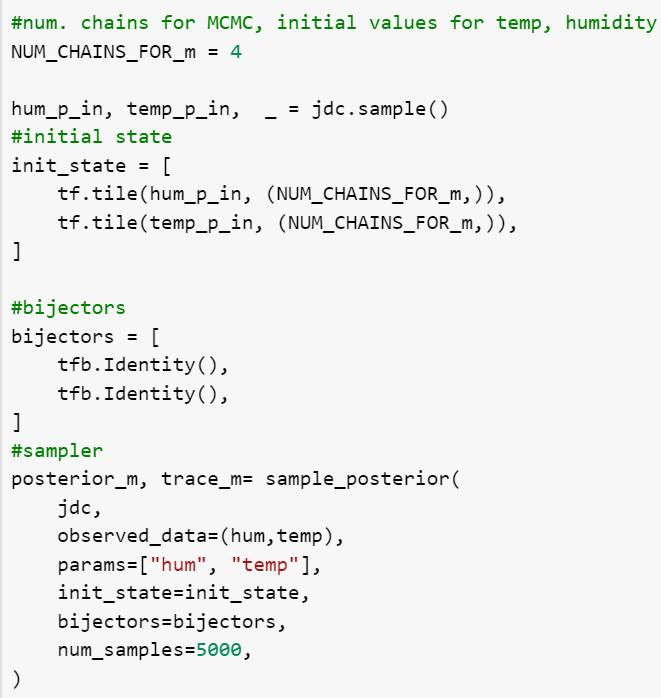 #num. chains for MCMC, initial values for temp, humidity
NUM_CHAINS_FOR_m = 4
hum_p_in, temp_p_in,  _ = jdc.sample()
#initial state
init_state = [
    tf.tile(hum_p_in, (NUM_CHAINS_FOR_m,)),
    tf.tile(temp_p_in, (NUM_CHAINS_FOR_m,)),
]
#bijectors
bijectors = [
    tfb.Identity(),
    tfb.Identity(),
]
#sampler
posterior_m, trace_m= sample_posterior(
    jdc,
    observed_data=(hum,temp),
    params=["hum", "temp"],
    init_state=init_state,
    bijectors=bijectors,
    num_samples=5000,
)